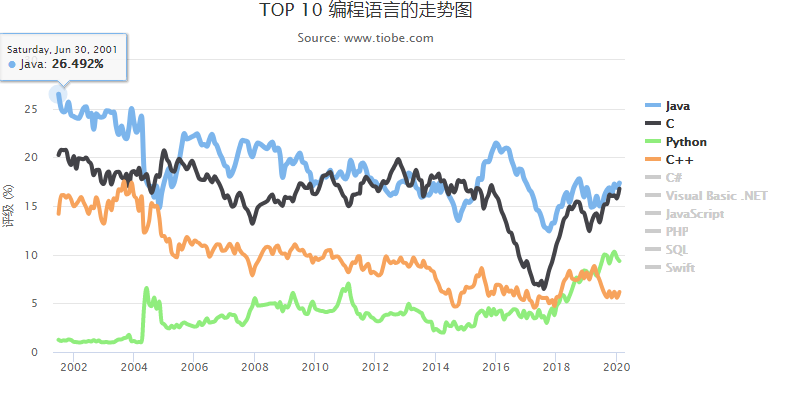 TOP 10 编程语言的走势图
Source: www.tiobe.com
Saturday, Jun 30, 2001
Java: 26.492%
25
20
15
10
5
0
评级 (%)
2002
2004
2006
2008
2010
2012
2014
2016
2018
2020
Java
C
Python
C++
C#
Visual Basic .NET
JavaScript
PHP
SQL
Swift